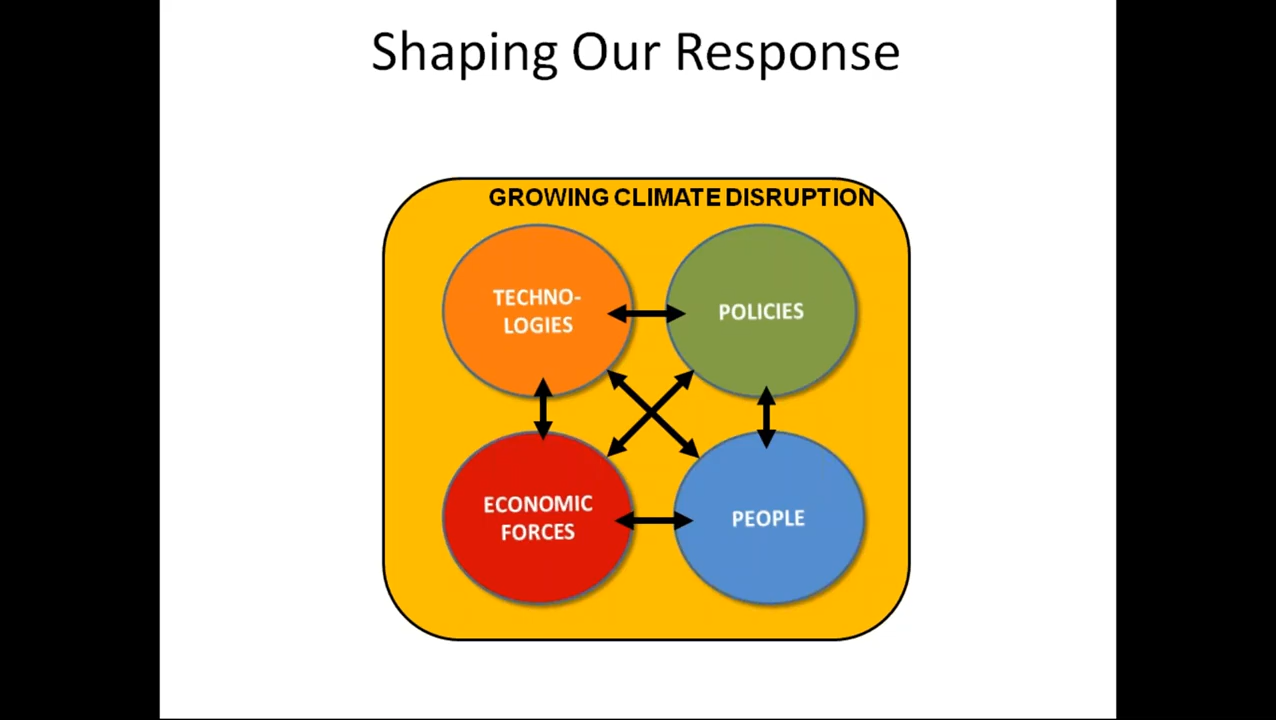 Shaping Our Response
GROWING CLIMATE DISRUPTION
TECHNO-
LOGIES
POLICIES
ECONOMIC
FORCES
PEOPLE